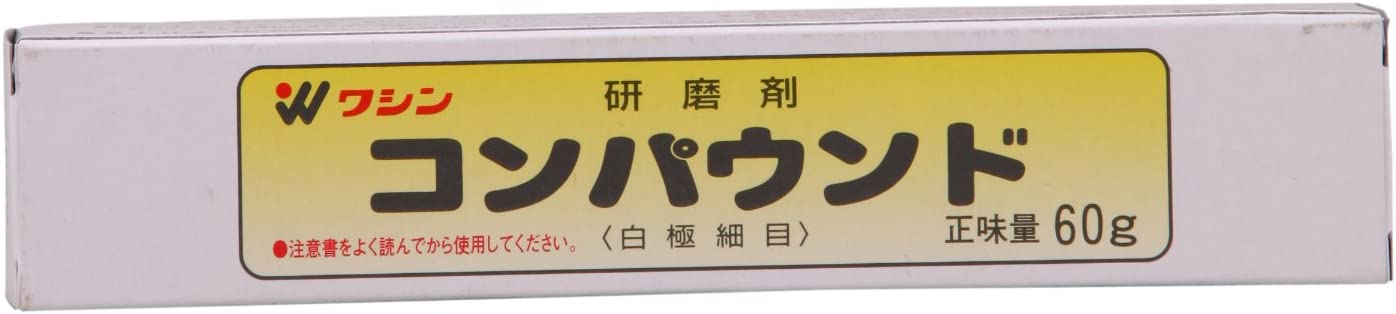 ワシン
研磨剤
コンパウンド
●注意書をよく読んでから使用してください。
〈白極細目〉
正味量 60g